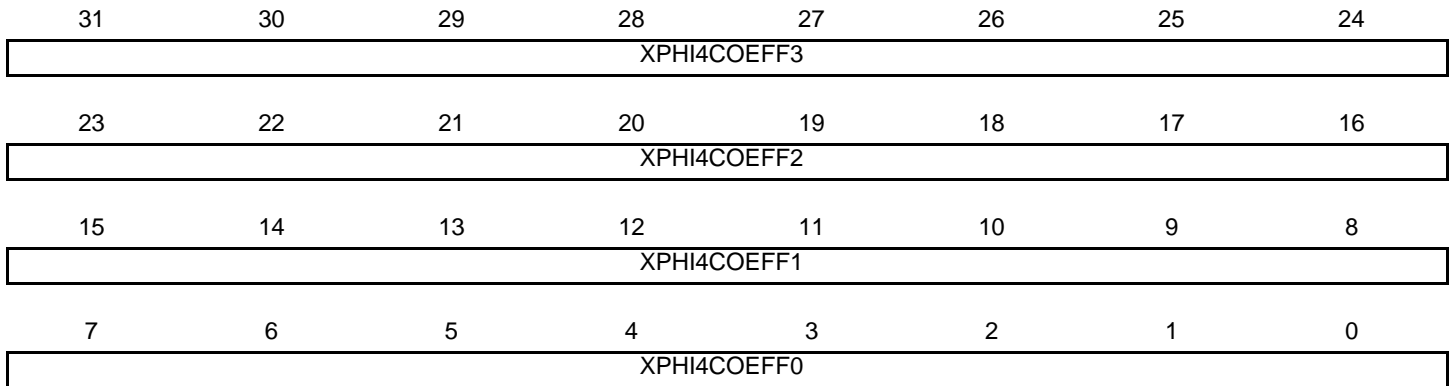 31 30 29 28 27 26 25 24
XPHI4COEFF3
23 22 21 20 19 18 17 16
XPHI4COEFF2
15 14 13 12 11 10 9 8
XPHI4COEFF1
7 6 5 4 3 2 1 0
XPHI4COEFF0